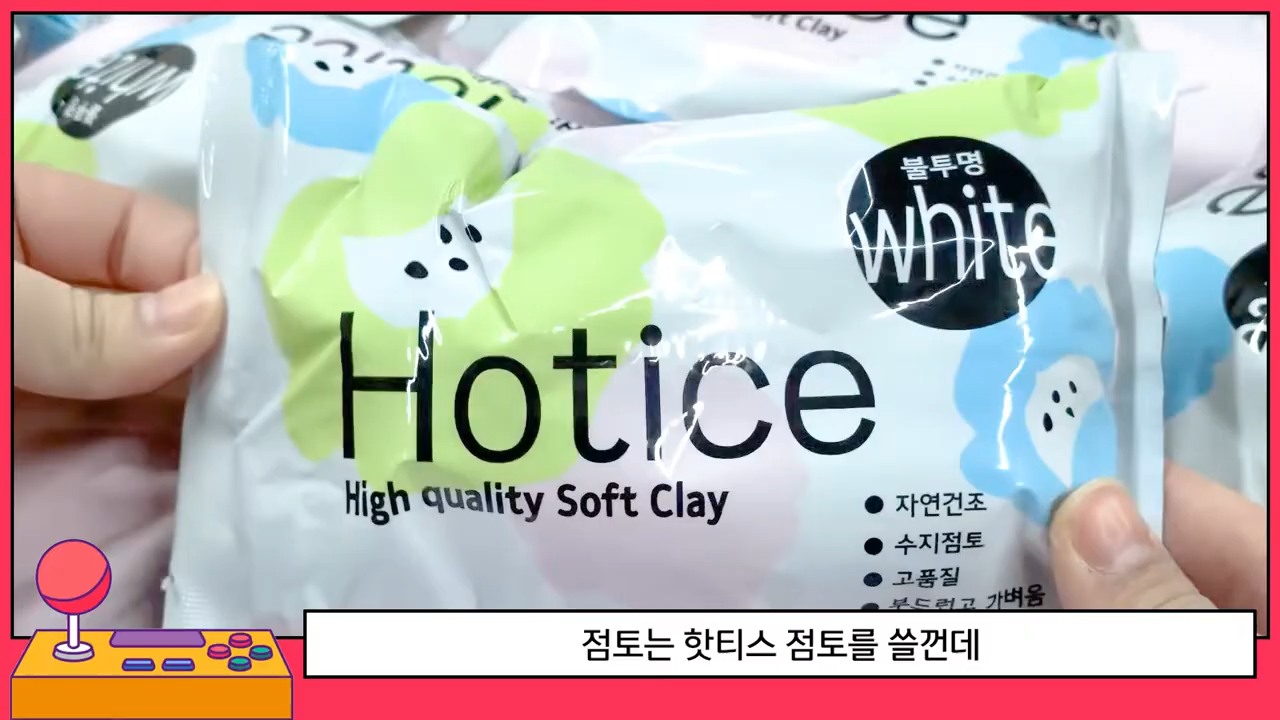 Soft Clay
불투명
white
Hotice
High quality Soft Clay
자연건조
수지점토
고품질
부드럽고 가벼움
점토는 핫티스 점토를 쓸껀데